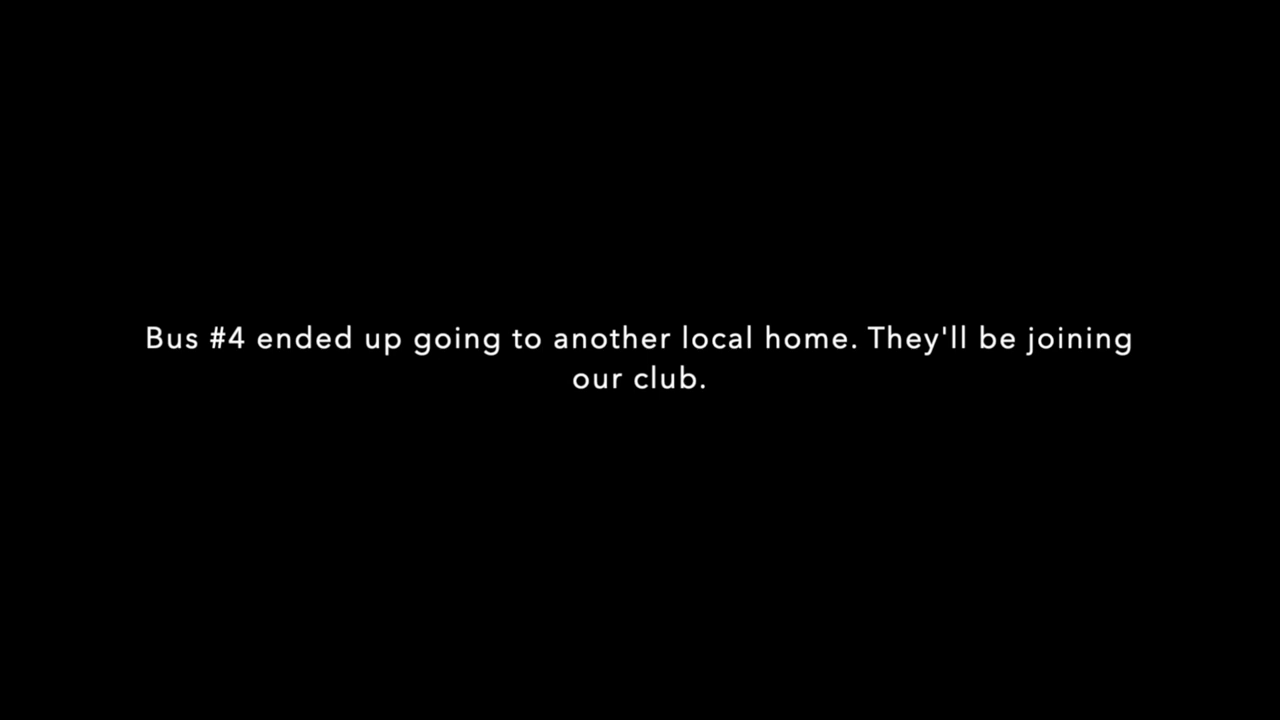 Bus #4 ended up going to another local home. They'll be joining
our club.